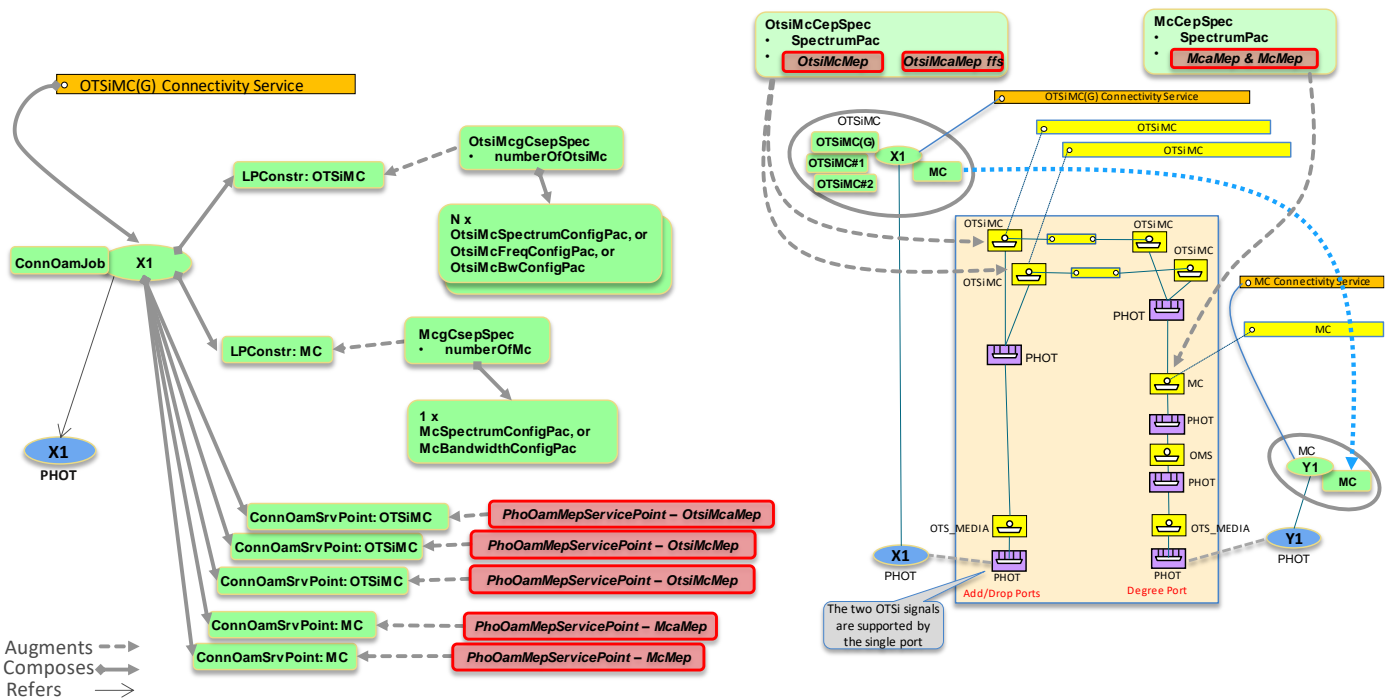 OTSiMC(G) Connectivity Service
OtsiMcgCsepSpec
• numberOfOtsiMc
LPConstr: OTSiMC
N x
OtsiMcSpectrumConfigPac, or
OtsiMcFreqConfigPac, or
OtsiMcBwConfigPac
ConnOamJob
X1
LPConstr: MC
McgCsepSpec
• numberOfMc
1 x
McSpectrumConfigPac, or
McBandwidthConfigPac
X1
PHOT
ConnOamSrvPoint: OTSiMC
PhoOamMepServicePoint – OtsiMcaMep
ConnOamSrvPoint: OTSiMC
PhoOamMepServicePoint – OtsiMcMep
ConnOamSrvPoint: OTSiMC
PhoOamMepServicePoint – OtsiMcMep
ConnOamSrvPoint: MC
PhoOamMepServicePoint – McaMep
ConnOamSrvPoint: MC
PhoOamMepServicePoint – McMep
Augments
Composes
Refers
OtsiMcCepSpec
• SpectrumPac
• OtsiMcMep
OtsiMcaMep ffs
McCepSpec
• SpectrumPac
• McaMep & McMep
OTSiMC(G) Connectivity Service
OTSiMC
OTSiMC
OTSiMC
OTSiMC(G)
OTSiMC#1
OTSiMC#2
X1
MC
OTSiMC
OTSiMC
OTSiMC
OTSiMC
PHOT
PHOT
MC Connectivity Service
MC
MC
PHOT
OMS
PHOT
MC
Y1
MC
OTS_MEDIA
OTS_MEDIA
X1
PHOT
PHOT
PHOT
Y1
PHOT
Add/Drop Ports
Degree Port
The two OTSi signals
are supported by
the single port